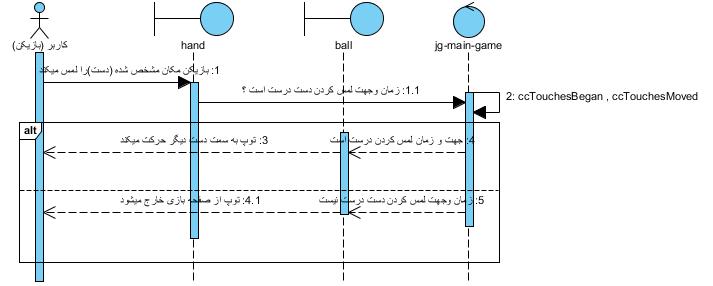 کاربر (بازیکن)
hand
ball
jg-main-game
1: بازیکن مکان مشخص شده (دست)را لمس میکند
1.1: زمان وجهت لمس کردن دست درست است ؟
2: ccTouchesBegan , ccTouchesMoved
alt
3: توپ به سمت دست دیگر حرکت میکند
4: جهت و زمان لمس کردن درست است
4.1: توپ از صفحه بازی خارج میشود
5: زمان وجهت لمس کردن دست درست نیست